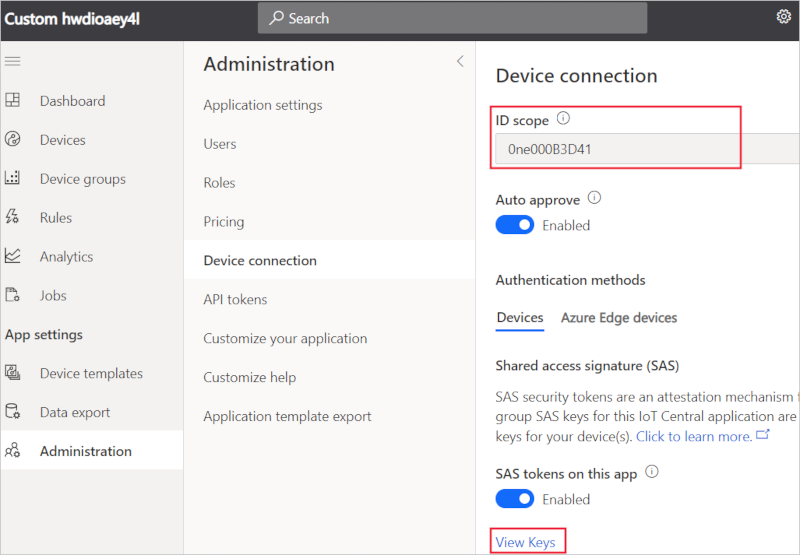 Custom hwdioaey4l
Search
Dashboard
Devices
Device groups
Rules
Analytics
Jobs
App settings
Device templates
Data export
Administration
Administration
Application settings
Users
Roles
Pricing
Device connection
API tokens
Customize your application
Customize help
Application template export
Device connection
ID scope
0ne000B3D41
Auto approve
Enabled
Authentication methods
Devices Azure Edge devices
Shared access signature (SAS)
SAS security tokens are an attestation mechanism f
group SAS keys for this IoT Central application are
keys for your device(s). Click to learn more.
SAS tokens on this app
Enabled
View Keys